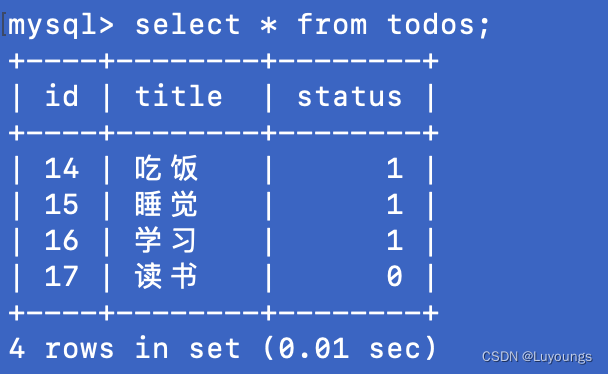 mysql> select * from todos;
+----+--------+--------+
| id | title  | status |
+----+--------+--------+
| 14 | 吃饭   |      1 |
| 15 | 睡觉   |      1 |
| 16 | 学习   |      1 |
| 17 | 读书   |      0 |
+----+--------+--------+
4 rows in set (0.01 sec)
CSDN @Luyoungs